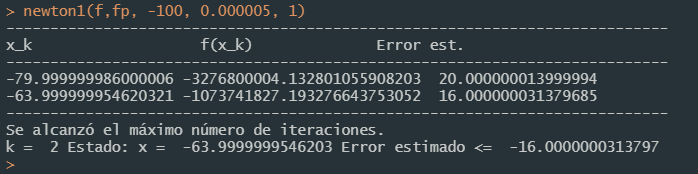 > newton1(f,fp, -100, 0.000005, 1)
------------------------------------------------------------------
x_k                 f(x_k)              Error est.
------------------------------------------------------------------
-79.999999986000006 -3276800004.132801055908203  20.000000013999994
-63.999999954620321 -1073741827.193276643753052  16.000000031379685
------------------------------------------------------------------
Se alcanzó el máximo número de iteraciones.
k =  2 Estado: x =  -63.9999999546203 Error estimado <=  -16.0000000313797
>